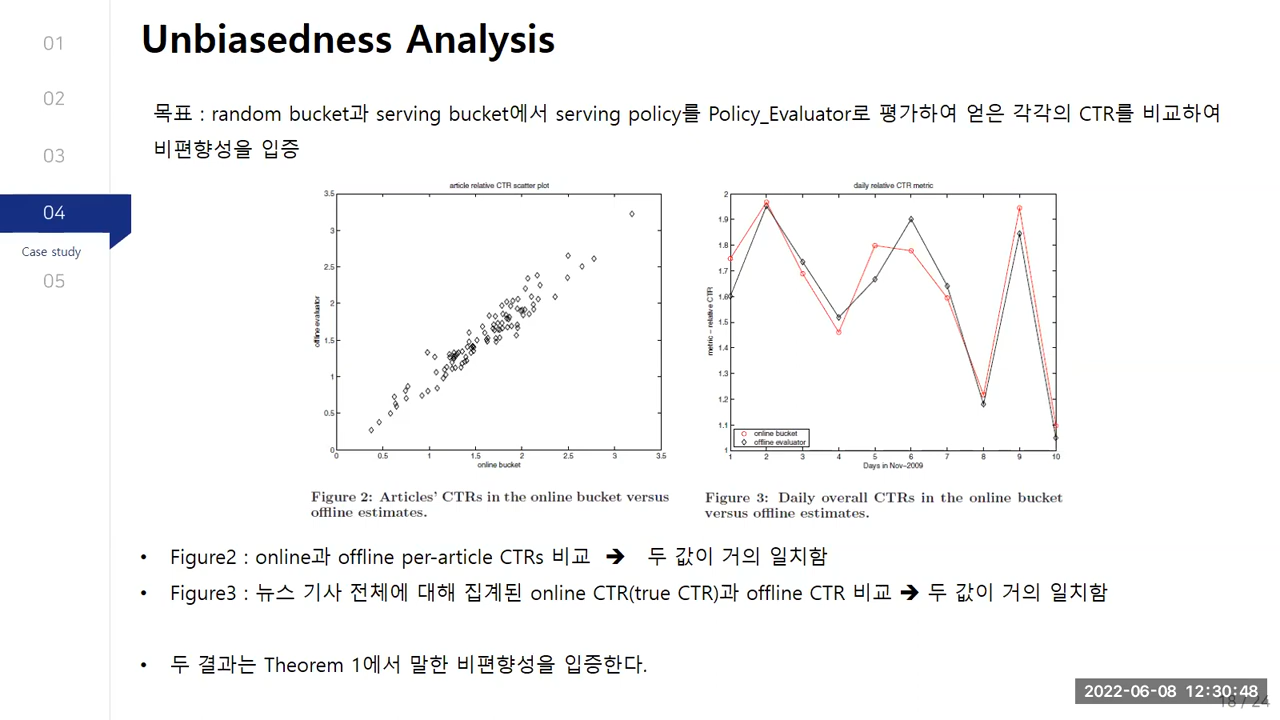 01
02
03
04
Case study
05
Unbiasedness Analysis
목표 : random bucket과 serving bucket에서 serving policy를 Policy_Evaluator로 평가하여 얻은 각각의 CTR를 비교하여
비편향성을 입증
article relative CTR scatter plot
3.5
3
2.5
2
1.5
1
0.5
0
offline evaluator
0 0.5 1 1.5 2 2.5 3 3.5
online bucket
Figure 2: Articles' CTRs in the online bucket versus
offline estimates.
daily relative CTR metric
2
1.9
1.8
1.7
1.6
1.5
1.4
1.3
1.2
1.1
1
metric – relative CTR
online bucket
offline evaluator
1 2 3 4 5 6 7 8 9 10
Days in Nov–2009
Figure 3: Daily overall CTRs in the online bucket
versus offline estimates.
• Figure2 : online과 offline per-article CTRs 비교 ➔ 두 값이 거의 일치함
• Figure3 : 뉴스 기사 전체에 대해 집계된 online CTR(true CTR)과 offline CTR 비교 ➔ 두 값이 거의 일치함
• 두 결과는 Theorem 1에서 말한 비편향성을 입증한다.
2022-06-08 12:30:48
18 / 24